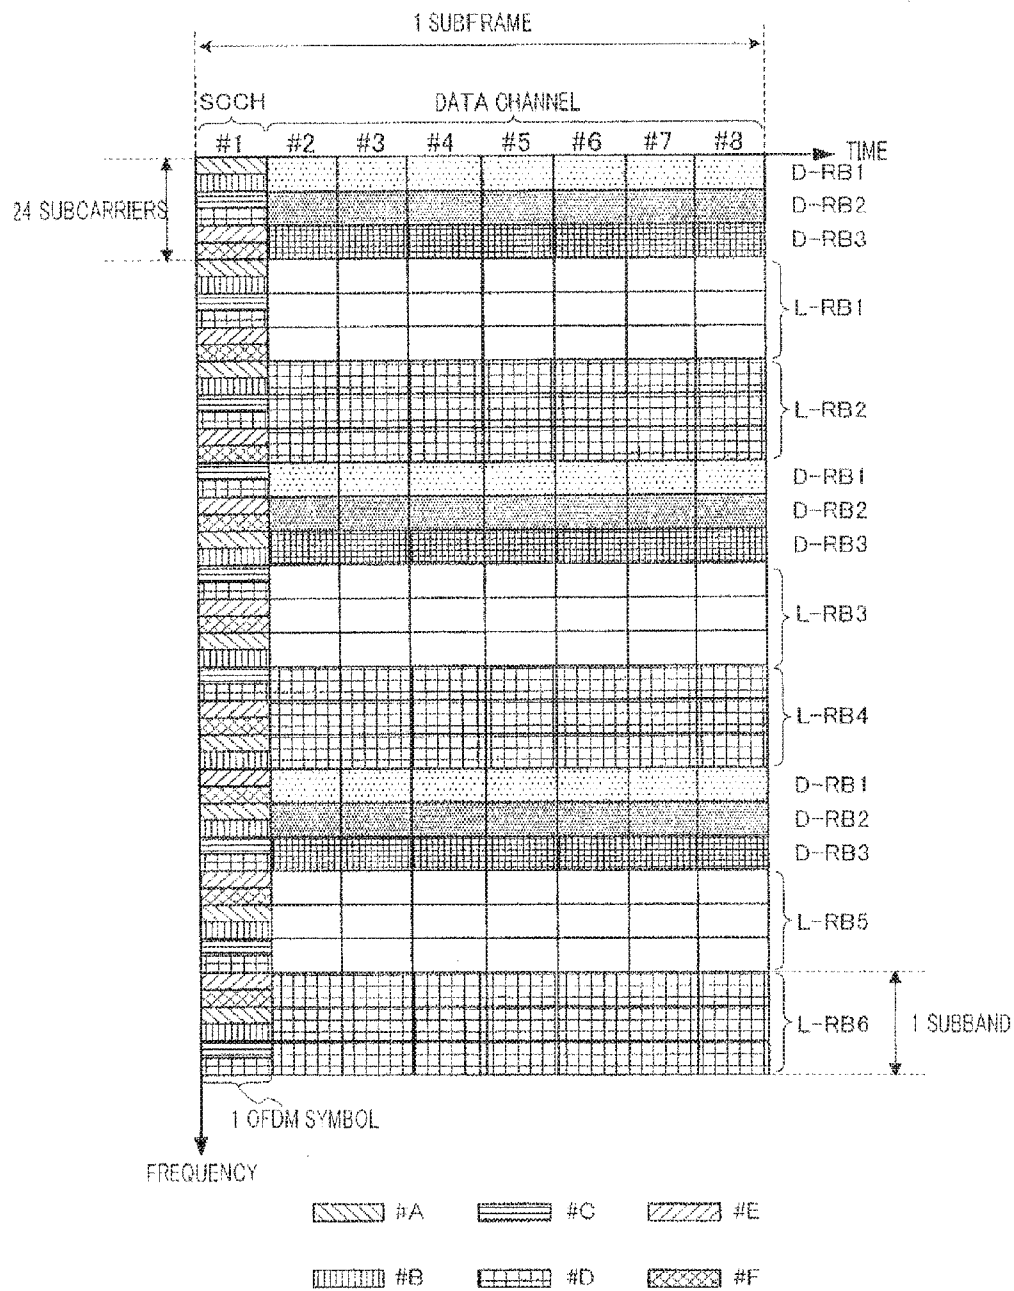 1 SUBFRAME
SCCH
DATA CHANNEL
#1 #2 #3 #4 #5 #6 #7 #8
TIME
24 SUBCARRIERS
D-RB1
D-RB2
D-RB3
L-RB1
L-RB2
D-RB1
D-RB2
D-RB3
L-RB3
L-RB4
D-RB1
D-RB2
D-RB3
L-RB5
L-RB6
1 SUBBAND
1 OFDM SYMBOL
FREQUENCY
#A #C #E
#B #D #F